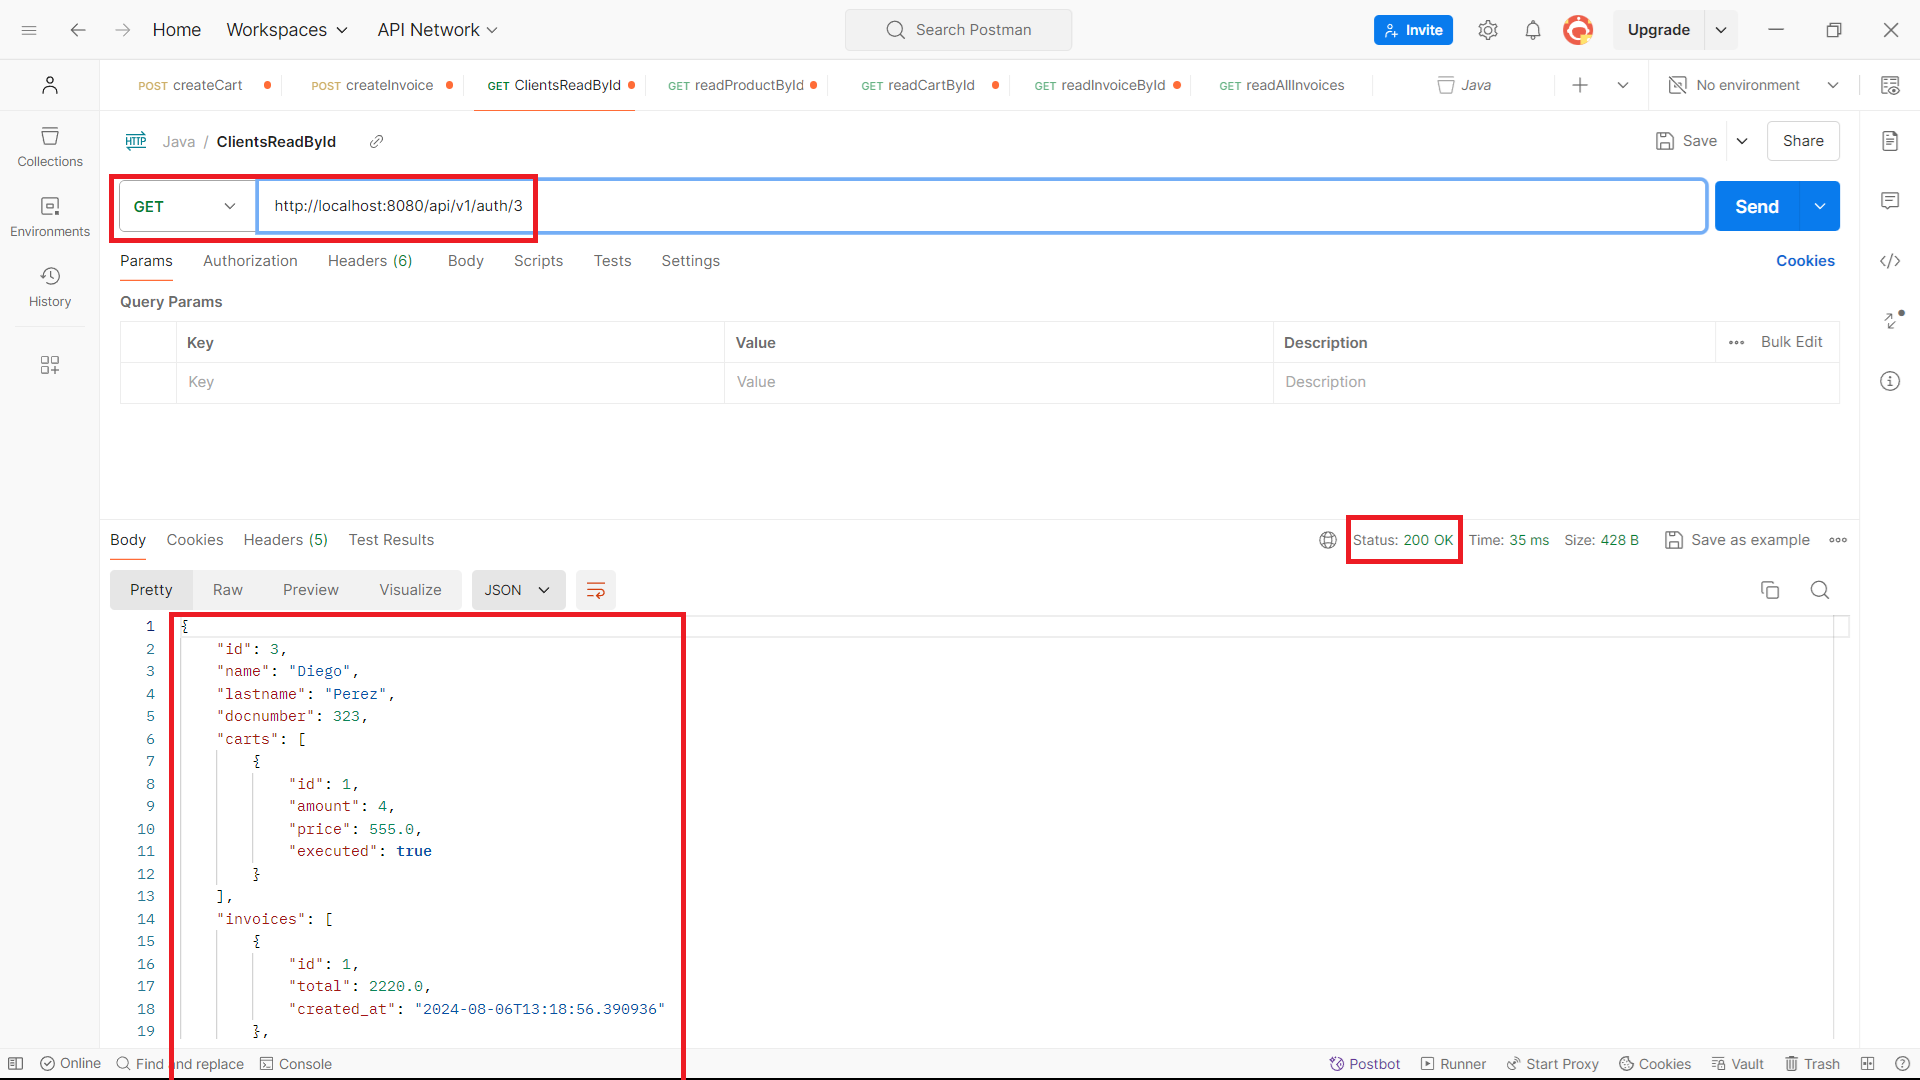 Home Workspaces API Network Search Postman Invite Upgrade
POST createCart POST createInvoice GET ClientsReadById GET readProductById GET readCartById GET readInvoiceById GET readAllInvoices Java No environment
HTTP Java / ClientsReadById Save Share
Collections
Environments
History
GET http://localhost:8080/api/v1/auth/3 Send
Params Authorization Headers (6) Body Scripts Tests Settings Cookies
Query Params
Key Value Description Bulk Edit
Key Value Description
Body Cookies Headers (5) Test Results Status: 200 OK Time: 35 ms Size: 428 B Save as example
Pretty Raw Preview Visualize JSON
1 {
2 "id": 3,
3 "name": "Diego",
4 "lastname": "Perez",
5 "docnumber": 323,
6 "carts": [
7 {
8 "id": 1,
9 "amount": 4,
10 "price": 555.0,
11 "executed": true
12 }
13 ],
14 "invoices": [
15 {
16 "id": 1,
17 "total": 2220.0,
18 "created_at": "2024-08-06T13:18:56.390936"
19 },
Online Find and replace Console Postbot Runner Start Proxy Cookies Vault Trash